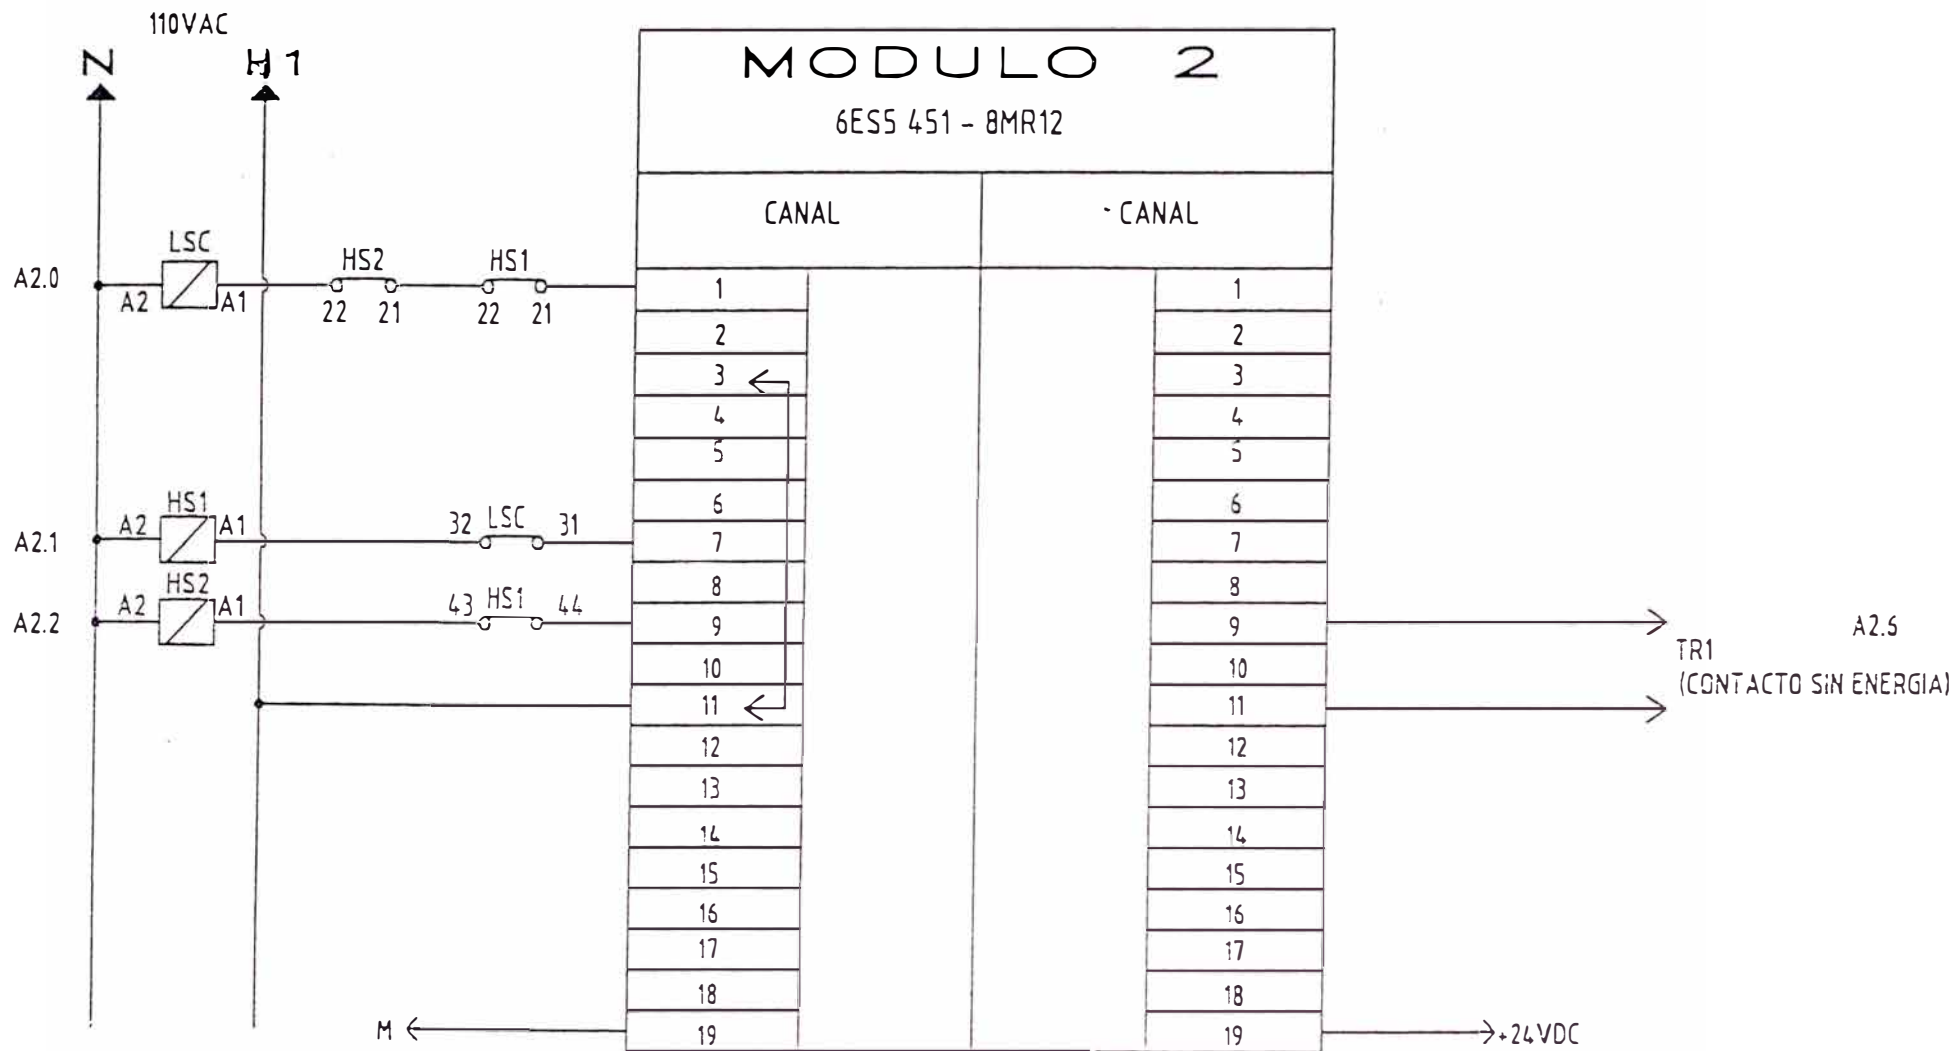 110VAC
N H1
MODULO 2
6ES5 451 - 8MR12
CANAL - CANAL
A2.0 A2 LSC A1 22 HS2 21 22 HS1 21 1 1
2 2
3 3
4 4
5 5
6 6
A2.1 A2 HS1 A1 32 LSC 31 7 7
8 8
A2.2 A2 HS2 A1 43 HS1 44 9 9
10 10
11 11
TR1
(CONTACTO SIN ENERGIA)
12 12
13 13
14 14
15 15
16 16
17 17
18 18
M 19 19 +24VDC